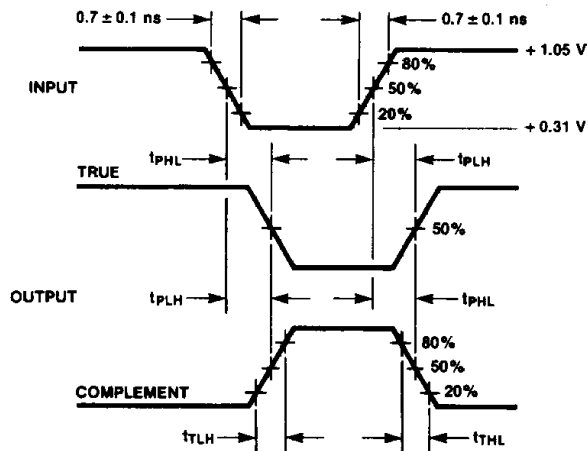 0.7 ± 0.1 ns 0.7 ± 0.1 ns
+ 1.05 V
80%
INPUT 50%
20%
+ 0.31 V
tPHL tPLH
TRUE
50%
OUTPUT tPLH tPHL
80%
50%
COMPLEMENT 20%
tTLH tTHL